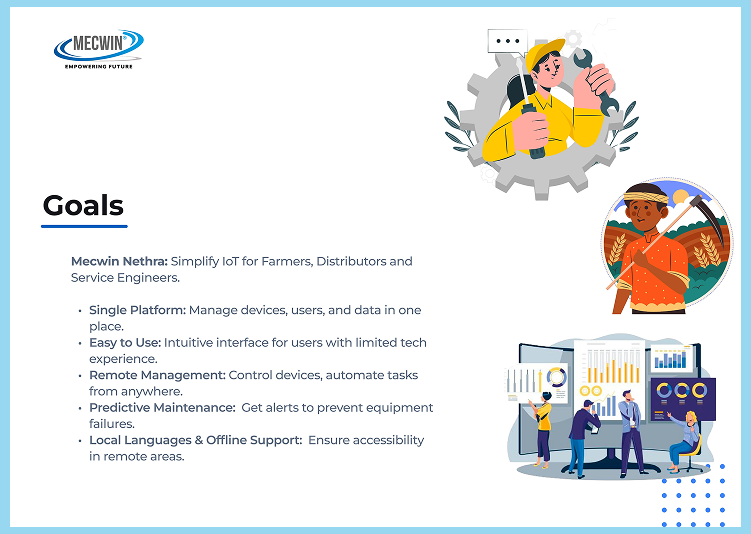 MECWIN®
EMPOWERING FUTURE
Goals
Mecwin Nethra: Simplify IoT for Farmers, Distributors and
Service Engineers.
• Single Platform: Manage devices, users, and data in one
place.
• Easy to Use: Intuitive interface for users with limited tech
experience.
• Remote Management: Control devices, automate tasks
from anywhere.
• Predictive Maintenance: Get alerts to prevent equipment
failures.
• Local Languages & Offline Support: Ensure accessibility
in remote areas.